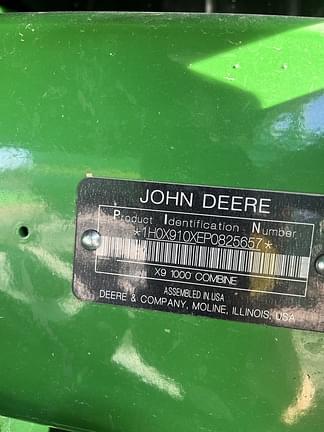 JOHN DEERE
Product Identification Number
*1H0X910XEP0825657*
X9 1000 COMBINE
ASSEMBLED IN USA
DEERE & COMPANY, MOLINE, ILLINOIS, USA